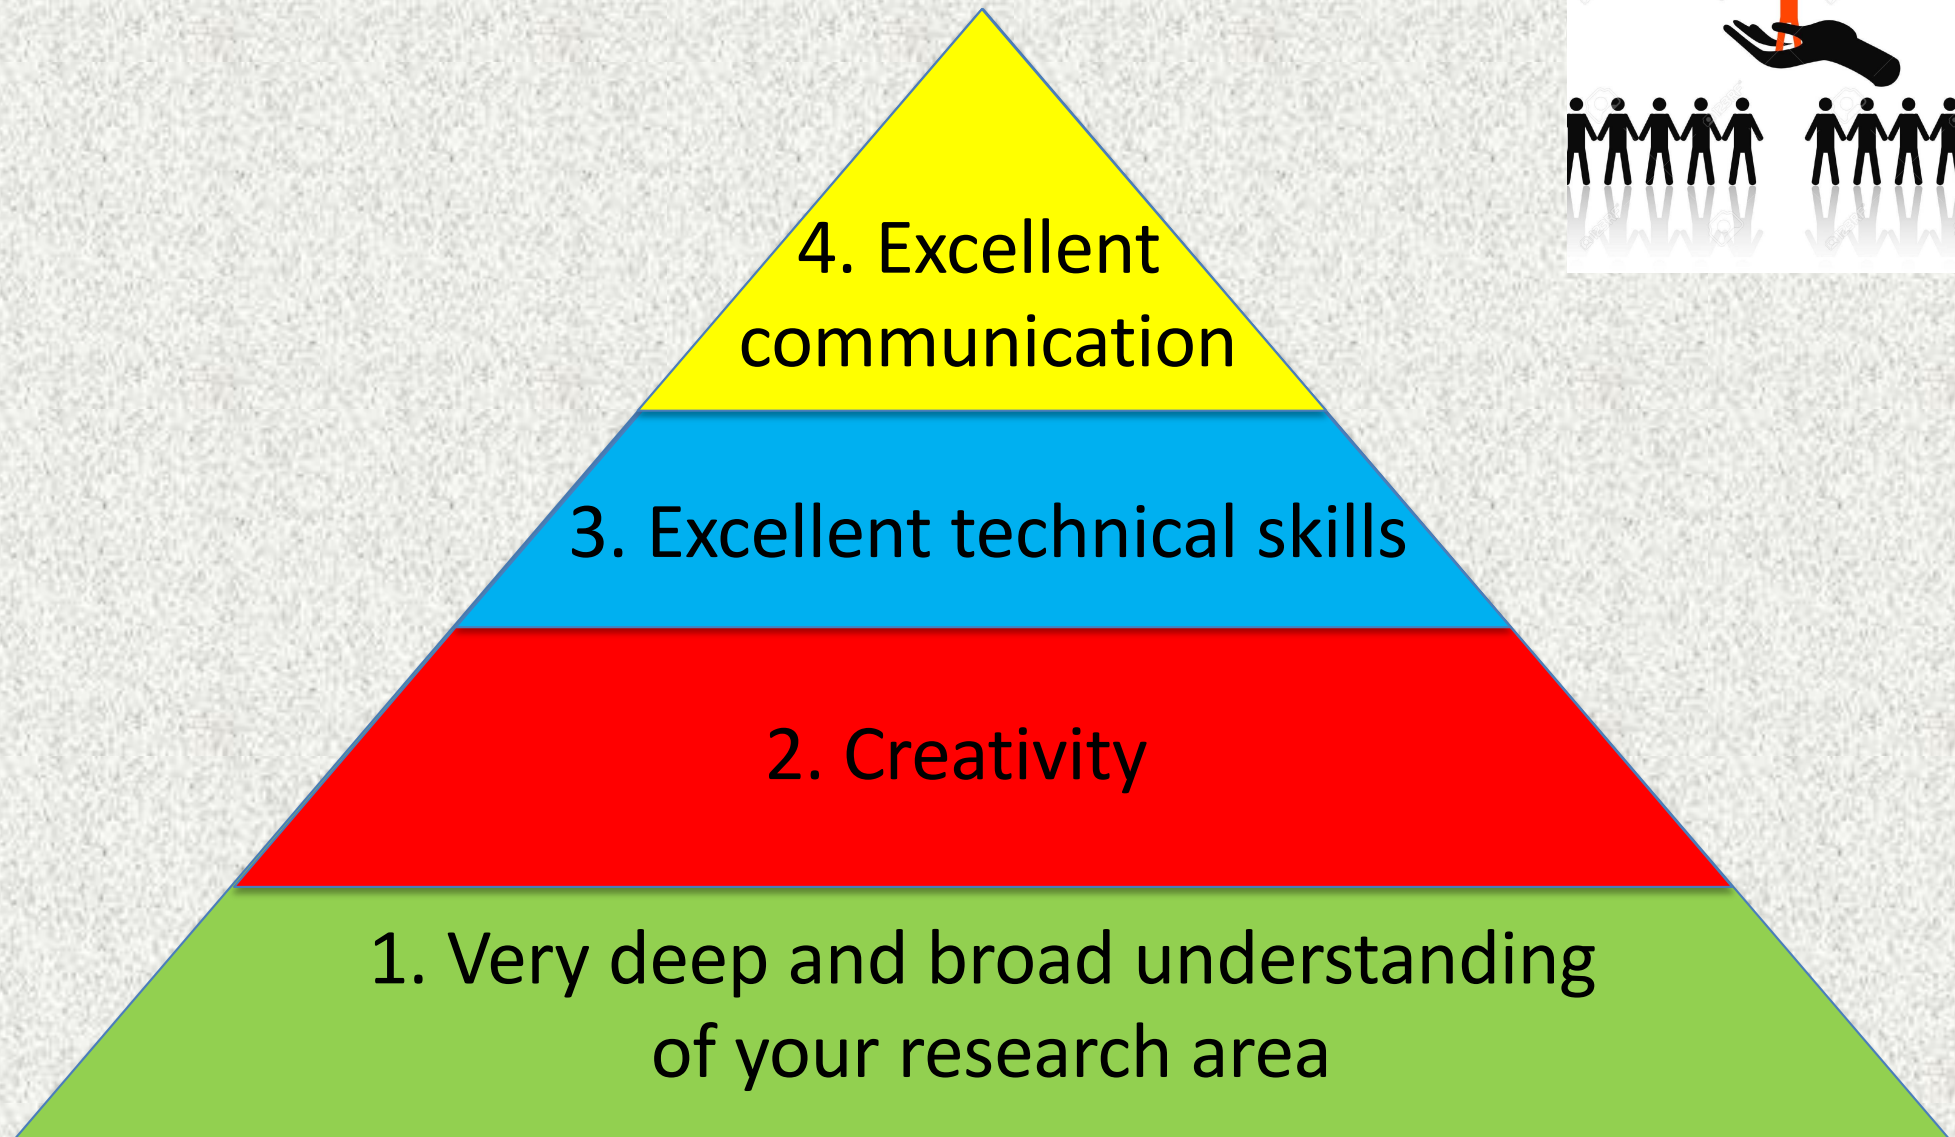 4. Excellent
communication
3. Excellent technical skills
2. Creativity
1. Very deep and broad understanding
of your research area